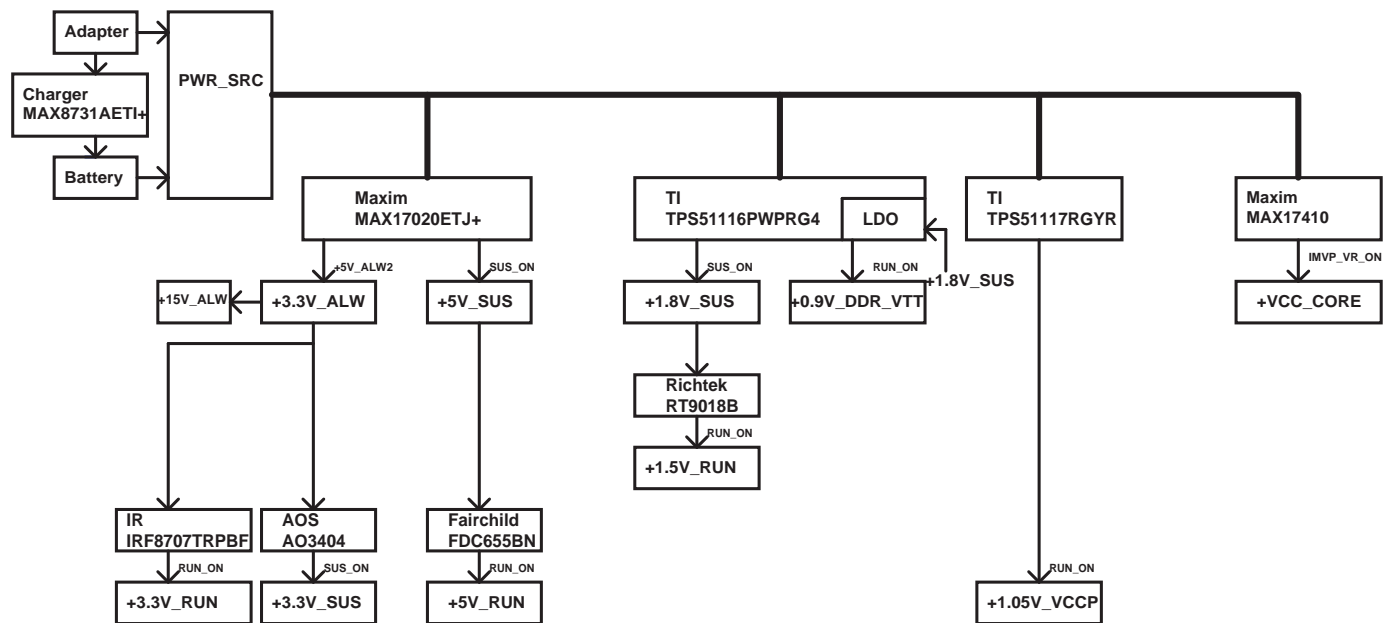 Adapter
PWR_SRC
Charger
MAX8731AETI+
Battery
Maxim
MAX17020ETJ+
TI
TPS51116PWPRG4
LDO
TI
TPS51117RGYR
Maxim
MAX17410
+5V_ALW2
SUS_ON
SUS_ON
RUN_ON
+1.8V_SUS
IMVP_VR_ON
+15V_ALW
+3.3V_ALW
+5V_SUS
+1.8V_SUS
+0.9V_DDR_VTT
+VCC_CORE
Richtek
RT9018B
RUN_ON
+1.5V_RUN
IR
IRF8707TRPBF
AOS
AO3404
Fairchild
FDC655BN
RUN_ON
SUS_ON
RUN_ON
RUN_ON
+3.3V_RUN
+3.3V_SUS
+5V_RUN
+1.05V_VCCP